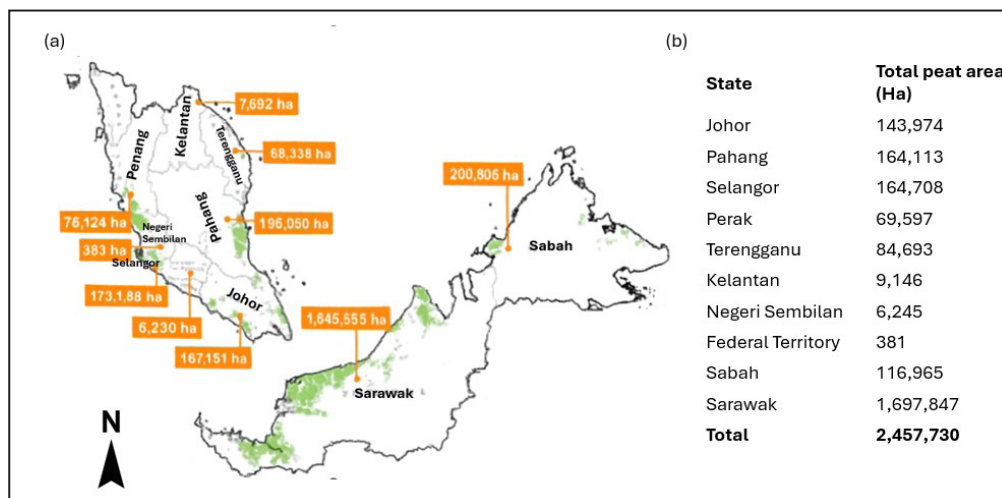 (a)
7,692 ha
Kelantan
Penang
Terengganu
68,338 ha
200,806 ha
76,124 ha
Pahang
196,050 ha
Negeri
Sembilan
383 ha
Sabah
Selangor
173,1,88 ha
Johor
1,645,555 ha
6,230 ha
167,151 ha
Sarawak
N
(b)
State Total peat area (Ha)
Johor 143,974
Pahang 164,113
Selangor 164,708
Perak 69,597
Terengganu 84,693
Kelantan 9,146
Negeri Sembilan 6,245
Federal Territory 381
Sabah 116,965
Sarawak 1,697,847
Total 2,457,730